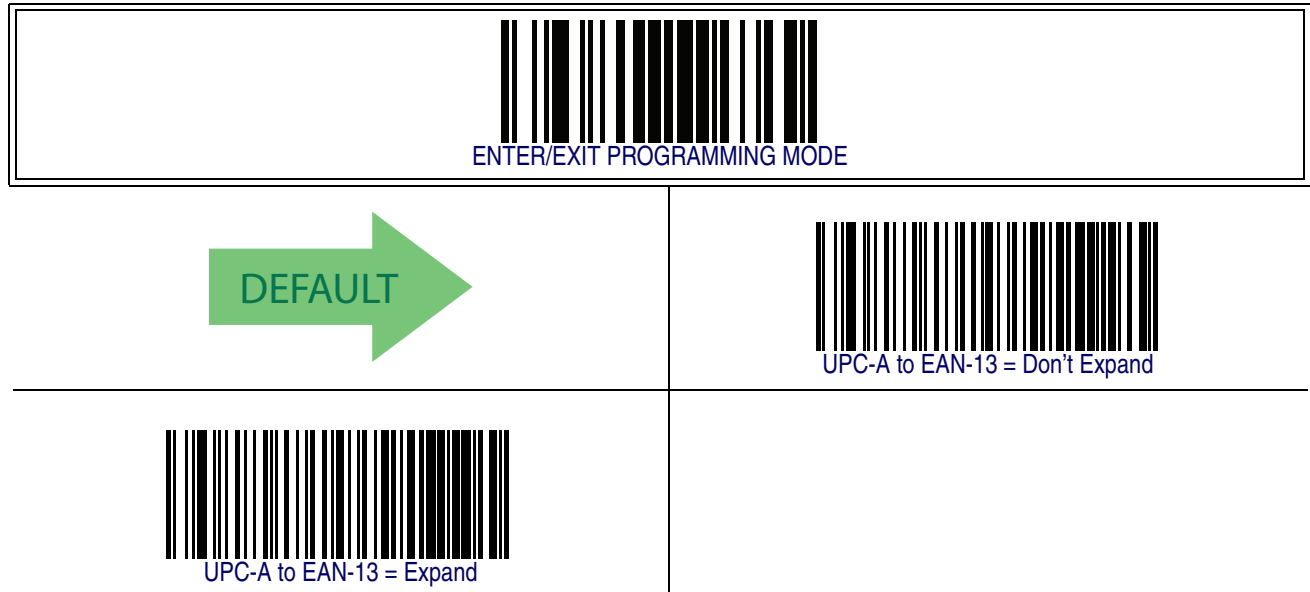 ENTER/EXIT PROGRAMMING MODE
DEFAULT
UPC-A to EAN-13 = Don't Expand
UPC-A to EAN-13 = Expand